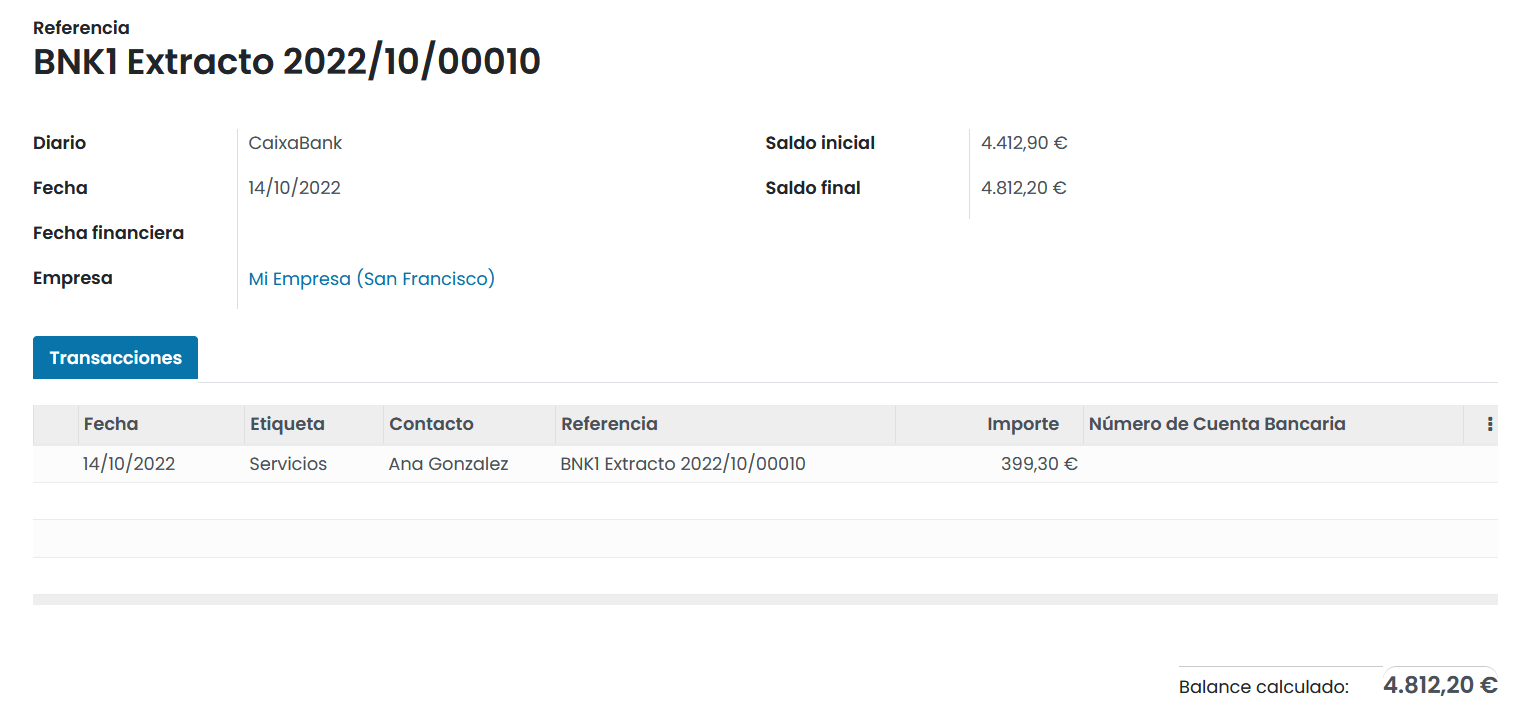 Referencia
BNK1 Extracto 2022/10/00010
Diario CaixaBank Saldo inicial 4.412,90 €
Fecha 14/10/2022 Saldo final 4.812,20 €
Fecha financiera
Empresa Mi Empresa (San Francisco)
Transacciones
Fecha Etiqueta Contacto Referencia Importe Número de Cuenta Bancaria
14/10/2022 Servicios Ana Gonzalez BNK1 Extracto 2022/10/00010 399,30 €
Balance calculado: 4.812,20 €